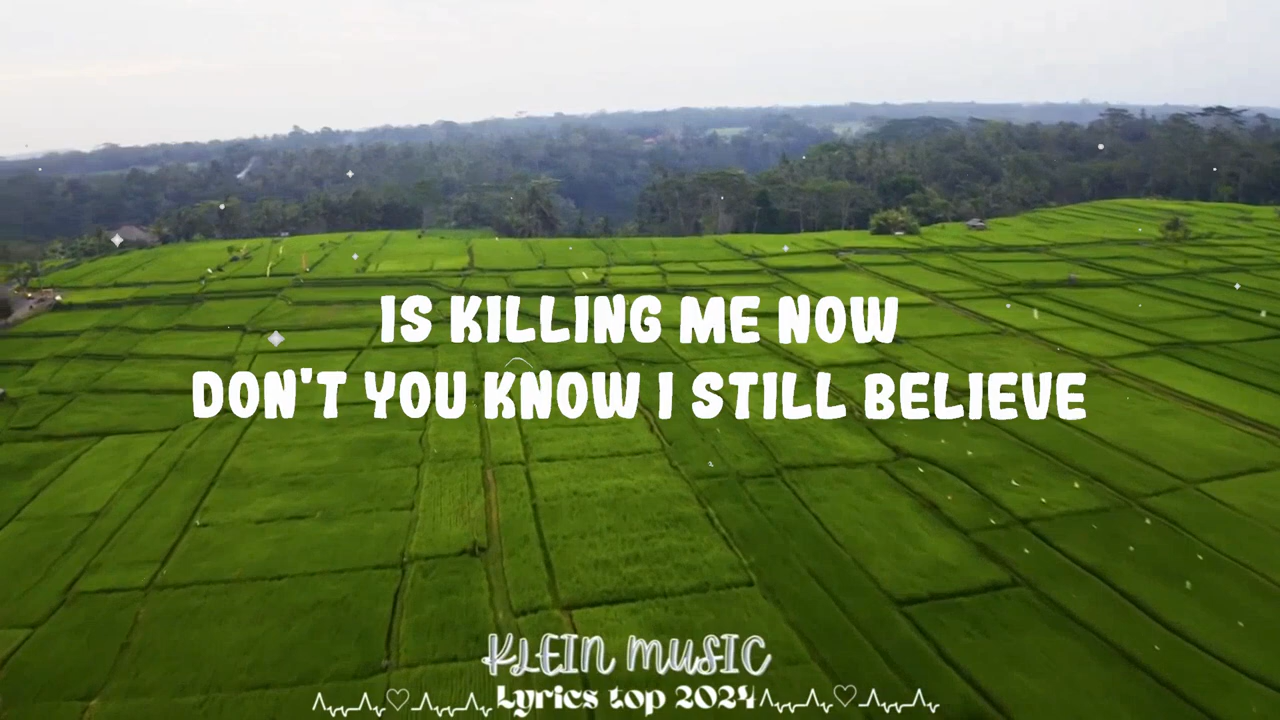 IS KILLING ME NOW
DON'T YOU KNOW I STILL BELIEVE
KLEIN MUSIC
Lyrics top 2024